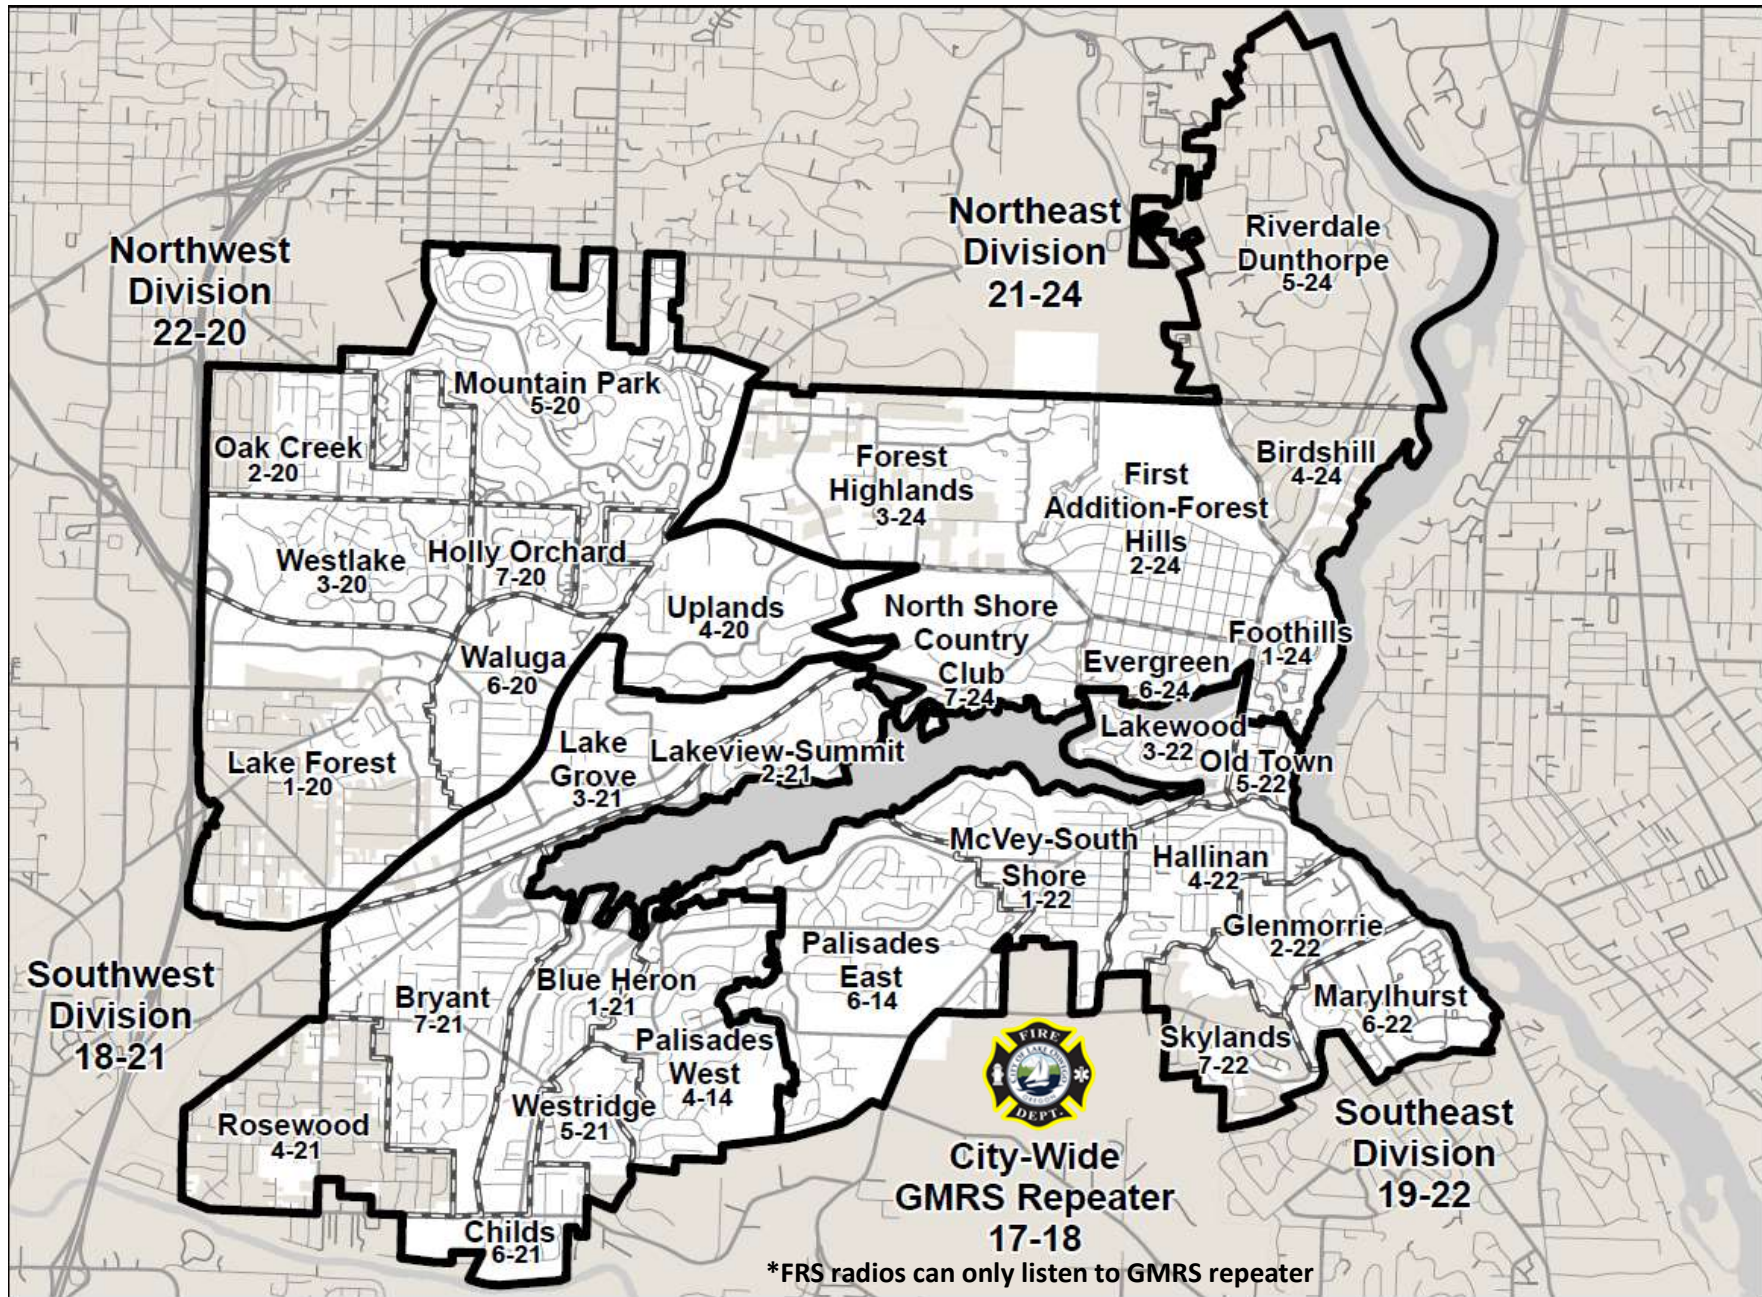 Northwest
Division
22-20
Northeast
Division
21-24
Riverdale
Dunthorpe
5-24
Mountain Park
5-20
Oak Creek
2-20
Forest
Highlands
3-24
First
Addition-Forest
Hills
2-24
Birdshill
4-24
Westlake
3-20
Holly Orchard
7-20
Uplands
4-20
North Shore
Country
Club
7-24
Foothills
1-24
Evergreen
6-24
Waluga
6-20
Lake Forest
1-20
Lake
Grove
3-21
Lakeview-Summit
2-21
Lakewood
3-22
Old Town
5-22
McVey-South
Shore
1-22
Hallinan
4-22
Glenmorrie
2-22
Marylhurst
6-22
Skylands
7-22
Palisades
East
6-14
Southwest
Division
18-21
Bryant
7-21
Blue Heron
1-21
Palisades
West
4-14
Westridge
5-21
Rosewood
4-21
Childs
6-21
FIRE
CITY OF LAKE OSWEGO
OREGON
DEPT.
City-Wide
GMRS Repeater
17-18
Southeast
Division
19-22
*FRS radios can only listen to GMRS repeater